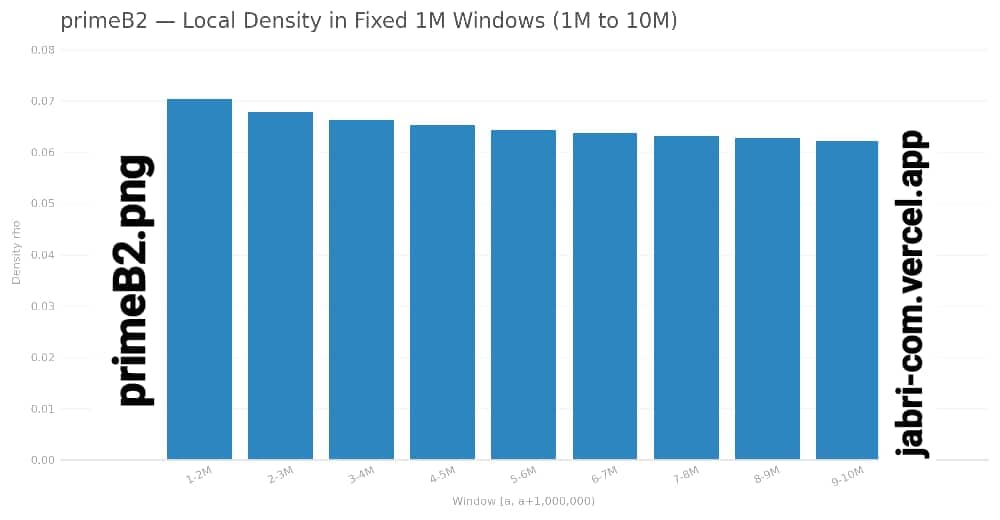 primeB2 — Local Density in Fixed 1M Windows (1M to 10M)
0.08
0.07
0.06
0.05
0.04
0.03
0.02
0.01
0.00
Density rho
primeB2.png
jabri-com.vercel.app
1-2M
2-3M
3-4M
4-5M
5-6M
6-7M
7-8M
8-9M
9-10M
Window [a, a+1,000,000)